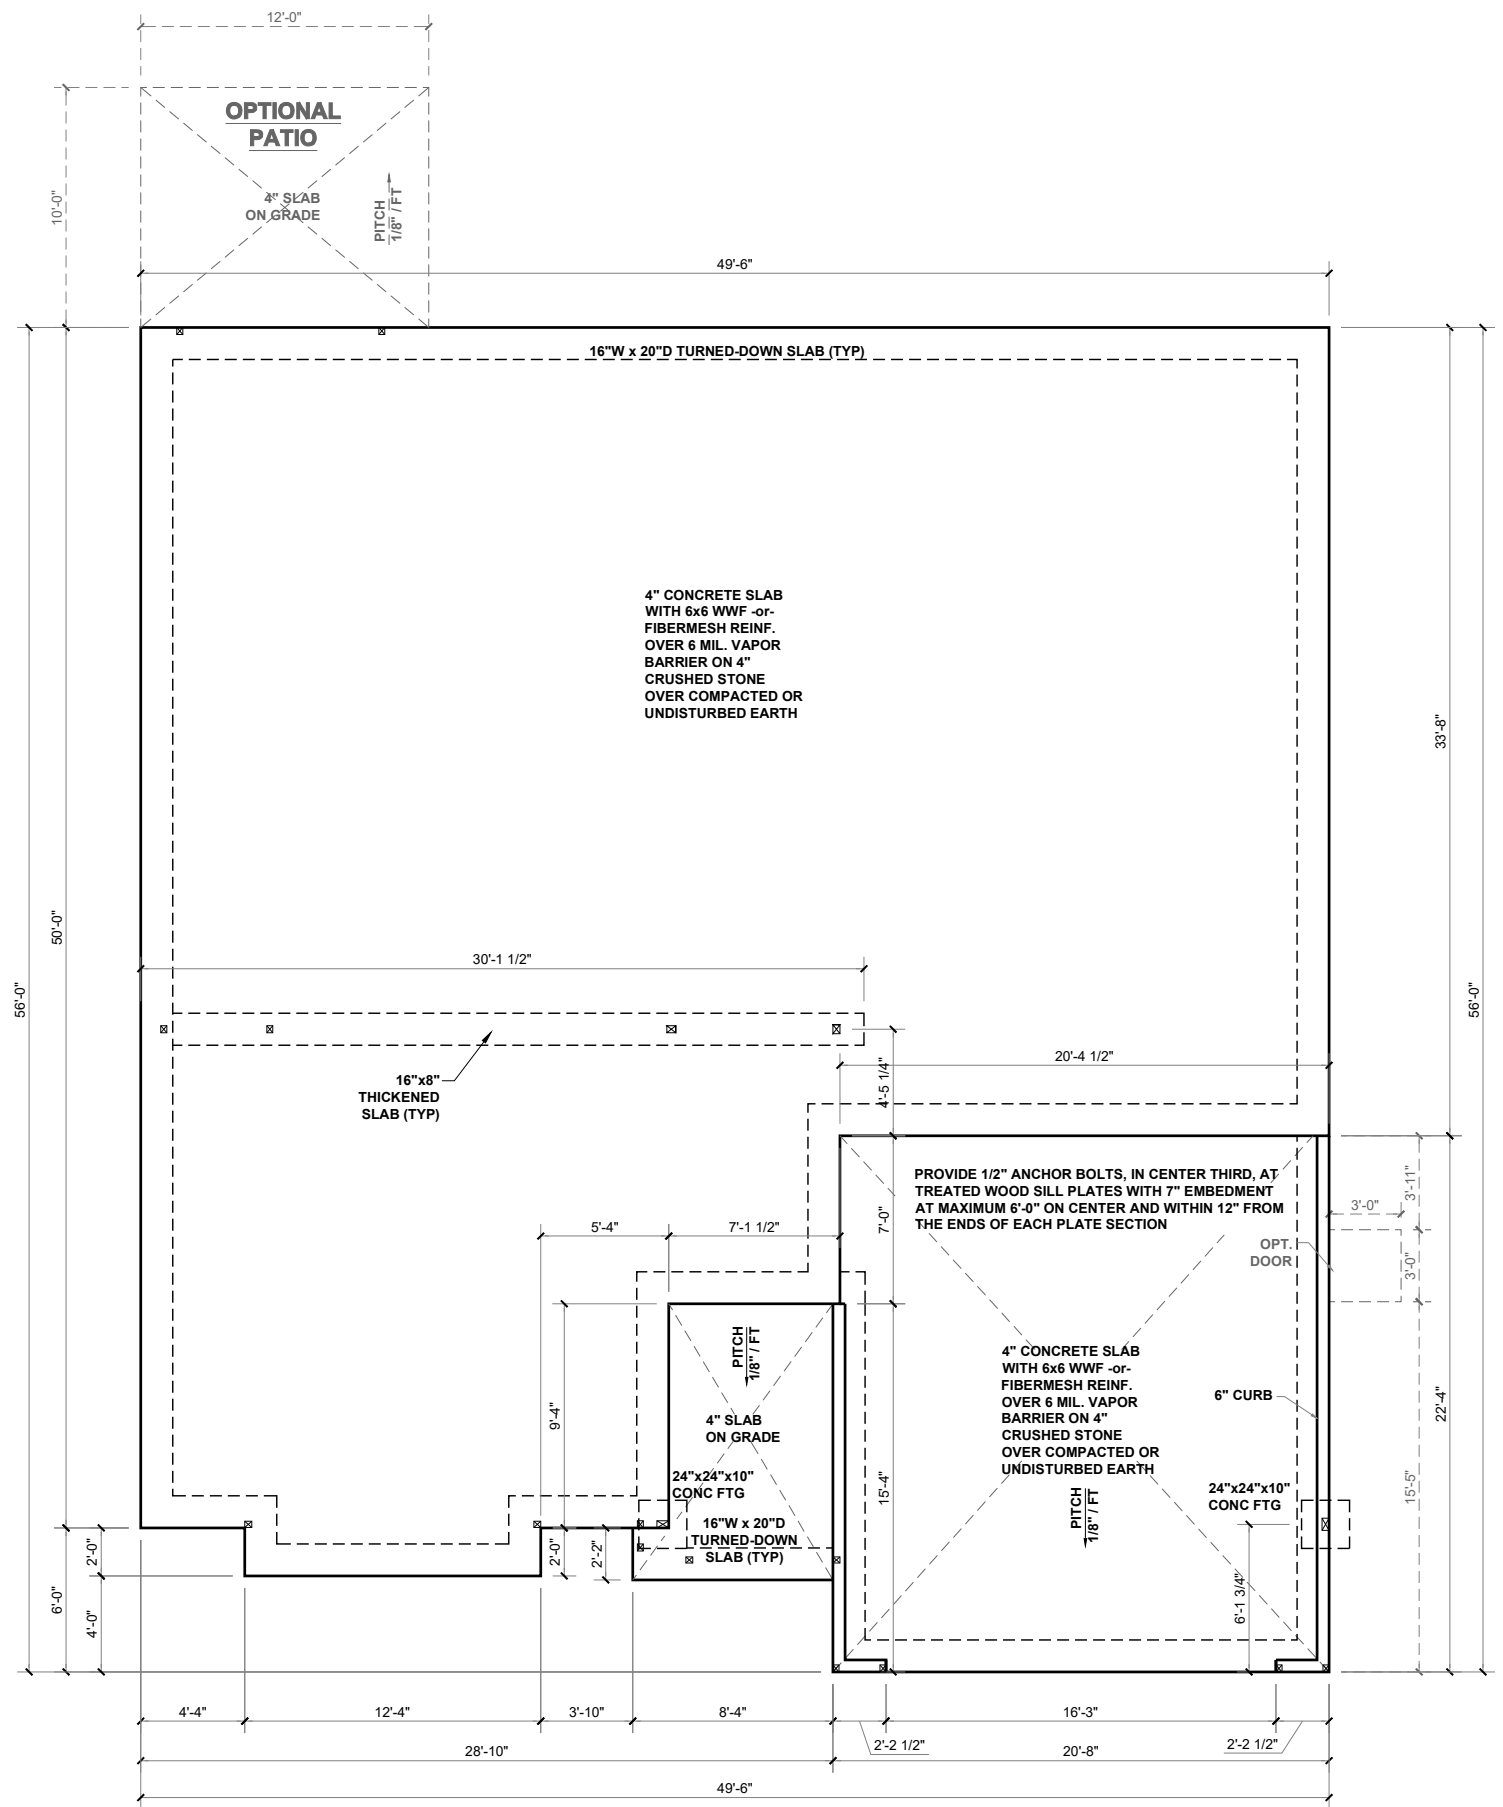 12'-0"
OPTIONAL
PATIO
10'-0"
4" SLAB
ON GRADE
PITCH
1/8" / FT
49'-6"
16"W x 20"D TURNED-DOWN SLAB (TYP)
4" CONCRETE SLAB
WITH 6x6 WWF -or-
FIBERMESH REINF.
OVER 6 MIL. VAPOR
BARRIER ON 4"
CRUSHED STONE
OVER COMPACTED OR
UNDISTURBED EARTH
33'-8"
50'-0"
56'-0"
56'-0"
30'-1 1/2"
16"x8"
THICKENED
SLAB (TYP)
4'-5 1/4"
20'-4 1/2"
PROVIDE 1/2" ANCHOR BOLTS, IN CENTER THIRD, AT
TREATED WOOD SILL PLATES WITH 7" EMBEDMENT
AT MAXIMUM 6'-0" ON CENTER AND WITHIN 12" FROM
THE ENDS OF EACH PLATE SECTION
3'-11"
3'-0"
7'-0"
5'-4"
7'-1 1/2"
OPT.
DOOR
3'-0"
PITCH
1/8" / FT
4" CONCRETE SLAB
WITH 6x6 WWF -or-
FIBERMESH REINF.
OVER 6 MIL. VAPOR
BARRIER ON 4"
CRUSHED STONE
OVER COMPACTED OR
UNDISTURBED EARTH
6" CURB
9'-4"
4" SLAB
ON GRADE
22'-4"
15'-4"
15'-5"
24"x24"x10"
CONC FTG
24"x24"x10"
CONC FTG
PITCH
1/8" / FT
16"W x 20"D
TURNED-DOWN
SLAB (TYP)
2'-0"
2'-0"
2'-2"
6'-0"
4'-0"
6'-1 3/4"
4'-4"
12'-4"
3'-10"
8'-4"
16'-3"
2'-2 1/2"
2'-2 1/2"
28'-10"
20'-8"
49'-6"